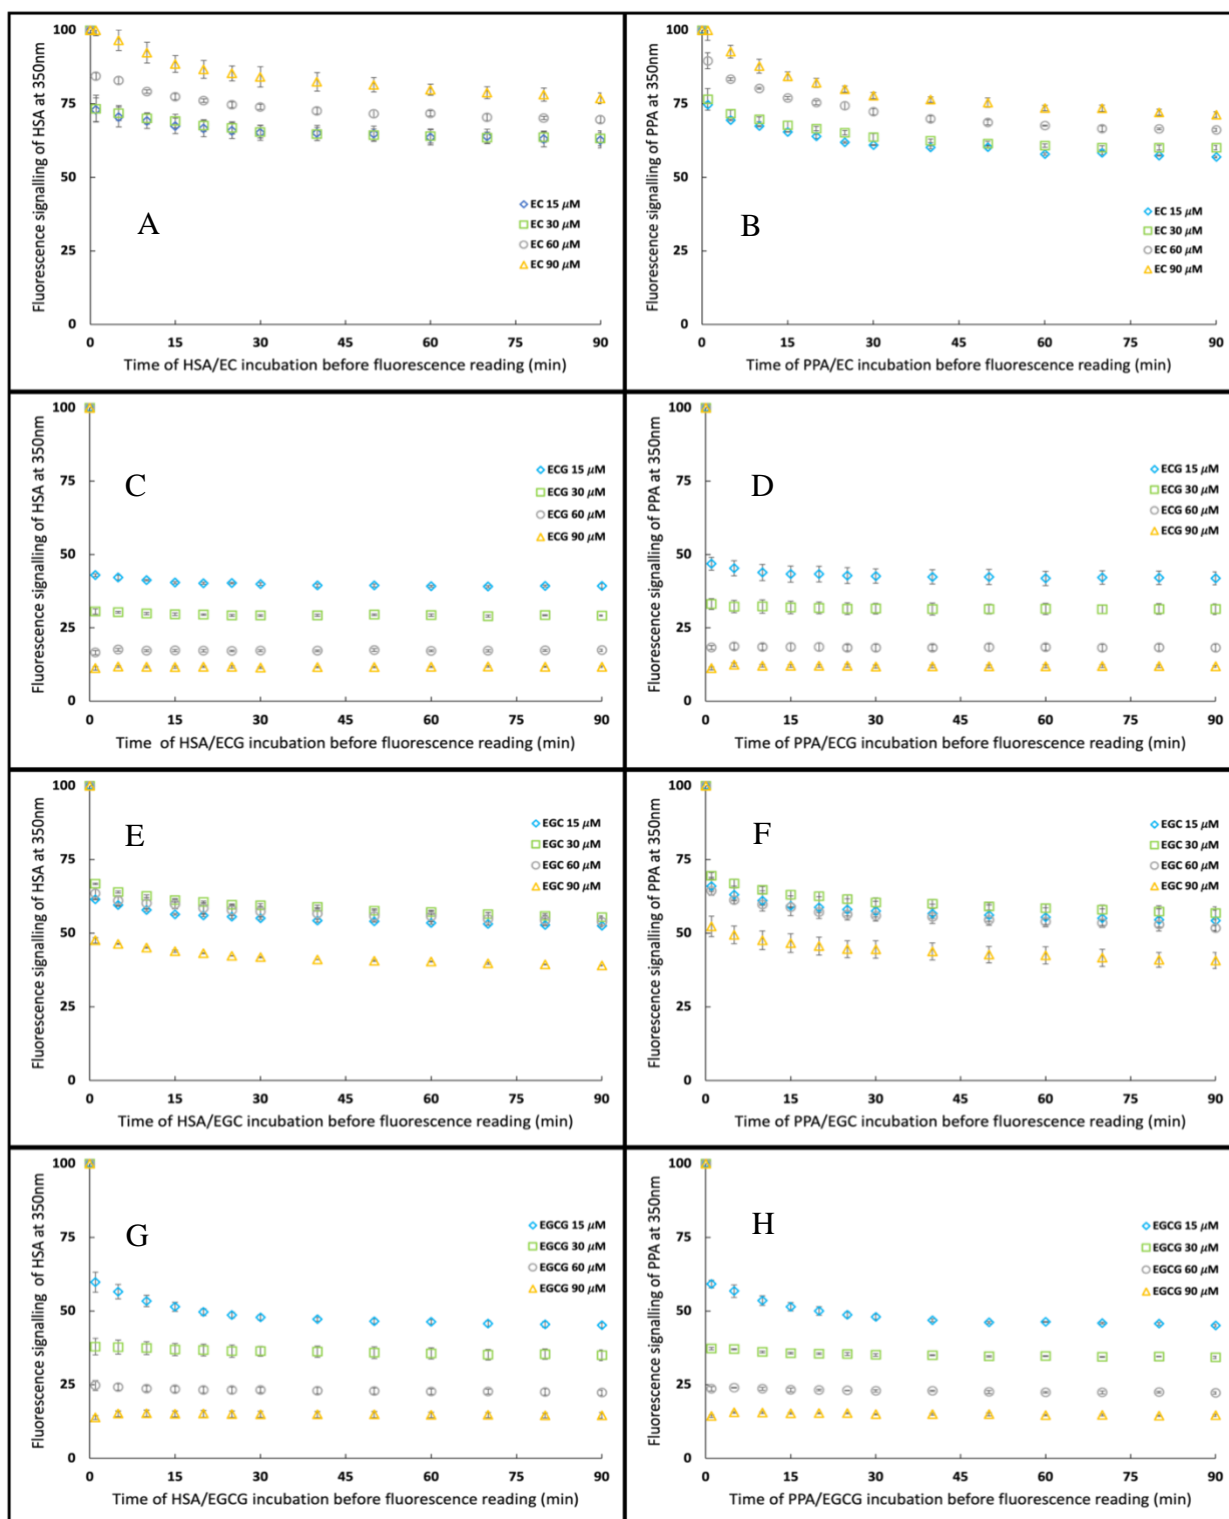 Fluorescence signalling of HSA at 350nm
100
75
50
25
0
A
EC 15 μM
EC 30 μM
EC 60 μM
EC 90 μM
0 15 30 45 60 75 90
Time of HSA/EC incubation before fluorescence reading (min)
Fluorescence signalling of PPA at 350nm
100
75
50
25
0
B
EC 15 μM
EC 30 μM
EC 60 μM
EC 90 μM
0 15 30 45 60 75 90
Time of PPA/EC incubation before fluorescence reading (min)
Fluorescence signalling of HSA at 350nm
100
75
50
25
0
C
ECG 15 μM
ECG 30 μM
ECG 60 μM
ECG 90 μM
0 15 30 45 60 75 90
Time of HSA/ECG incubation before fluorescence reading (min)
Fluorescence signalling of PPA at 350nm
100
75
50
25
0
D
ECG 15 μM
ECG 30 μM
ECG 60 μM
ECG 90 μM
0 15 30 45 60 75 90
Time of PPA/ECG incubation before fluorescence reading (min)
Fluorescence signalling of HSA at 350nm
100
75
50
25
0
E
EGC 15 μM
EGC 30 μM
EGC 60 μM
EGC 90 μM
0 15 30 45 60 75 90
Time of HSA/EGC incubation before fluorescence reading (min)
Fluorescence signalling of PPA at 350nm
100
75
50
25
0
F
EGC 15 μM
EGC 30 μM
EGC 60 μM
EGC 90 μM
0 15 30 45 60 75 90
Time of PPA/EGC incubation before fluorescence reading (min)
Fluorescence signalling of HSA at 350nm
100
75
50
25
0
G
EGCG 15 μM
EGCG 30 μM
EGCG 60 μM
EGCG 90 μM
0 15 30 45 60 75 90
Time of HSA/EGCG incubation before fluorescence reading (min)
Fluorescence signalling of PPA at 350nm
100
75
50
25
0
H
EGCG 15 μM
EGCG 30 μM
EGCG 60 μM
EGCG 90 μM
0 15 30 45 60 75 90
Time of PPA/EGCG incubation before fluorescence reading (min)